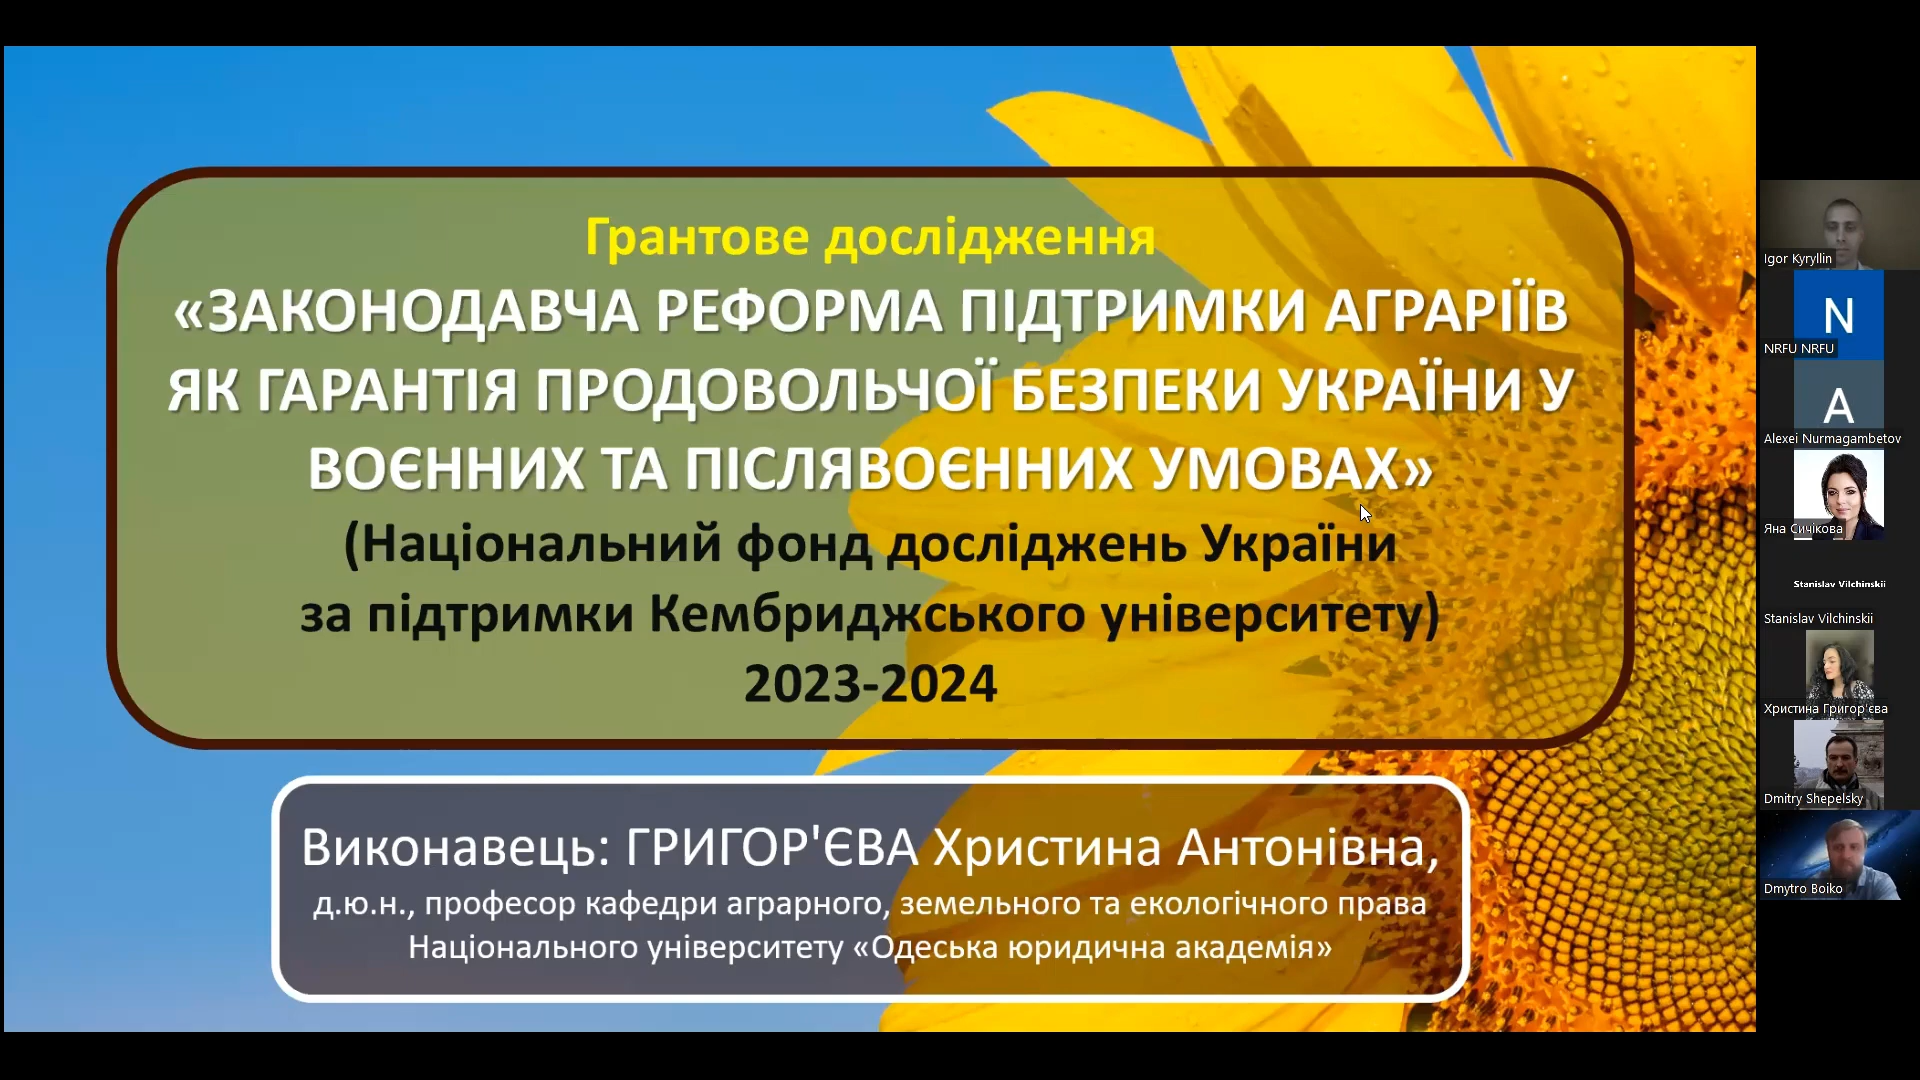 Грантове дослідження
«ЗАКОНОДАВЧА РЕФОРМА ПІДТРИМКИ АГРАРІЇВ
ЯК ГАРАНТІЯ ПРОДОВОЛЬЧОЇ БЕЗПЕКИ УКРАЇНИ У
ВОЄННИХ ТА ПІСЛЯВОЄННИХ УМОВАХ»
(Національний фонд досліджень України
за підтримки Кембриджського університету)
2023-2024
Виконавець: ГРИГОР'ЄВА Христина Антонівна,
д.ю.н., професор кафедри аграрного, земельного та екологічного права
Національного університету «Одеська юридична академія»
Igor Kyryllin
N
NRFU NRFU
A
Alexei Nurmagambetov
Яна Сичікова
Stanislav Vilchinskii
Stanislav Vilchinskii
Христина Григор'єва
Dmitry Shepelsky
Dmytro Boiko